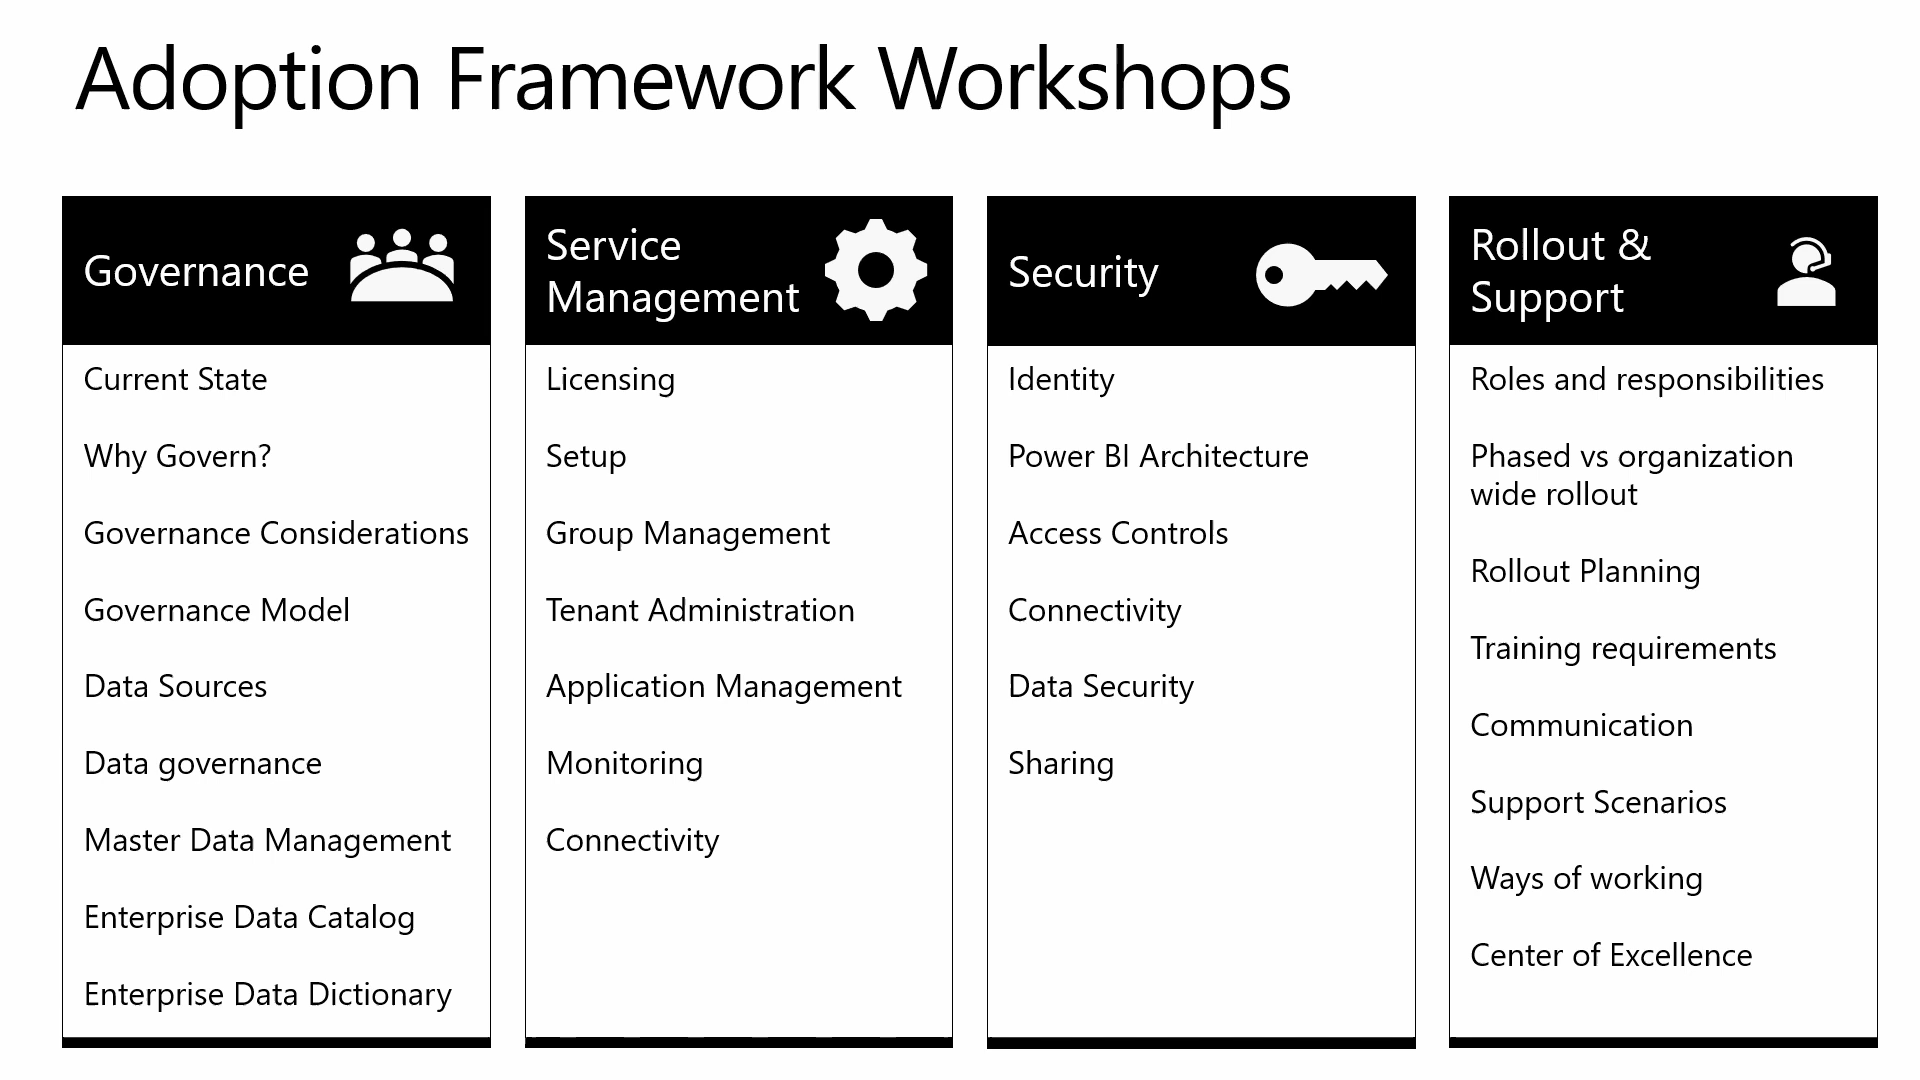 Adoption Framework Workshops
Governance
Current State
Why Govern?
Governance Considerations
Governance Model
Data Sources
Data governance
Master Data Management
Enterprise Data Catalog
Enterprise Data Dictionary
Service
Management
Licensing
Setup
Group Management
Tenant Administration
Application Management
Monitoring
Connectivity
Security
Identity
Power BI Architecture
Access Controls
Connectivity
Data Security
Sharing
Rollout &
Support
Roles and responsibilities
Phased vs organization
wide rollout
Rollout Planning
Training requirements
Communication
Support Scenarios
Ways of working
Center of Excellence